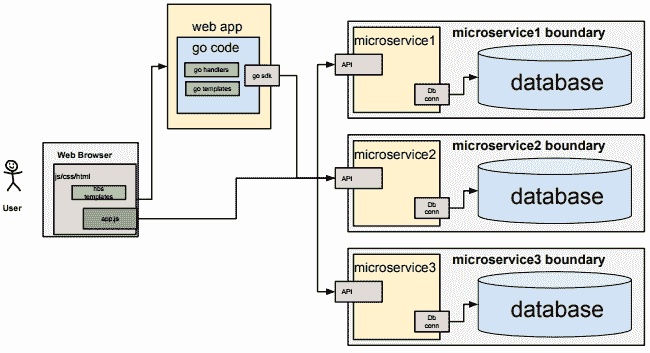 web app
go code
go handlers
go templates
go sdk
Web Browser
js/css/html
hbs
templates
app.js
User
microservice1 boundary
microservice1
API
Db
conn
database
microservice2 boundary
microservice2
API
Db
conn
database
microservice3 boundary
microservice3
API
Db
conn
database